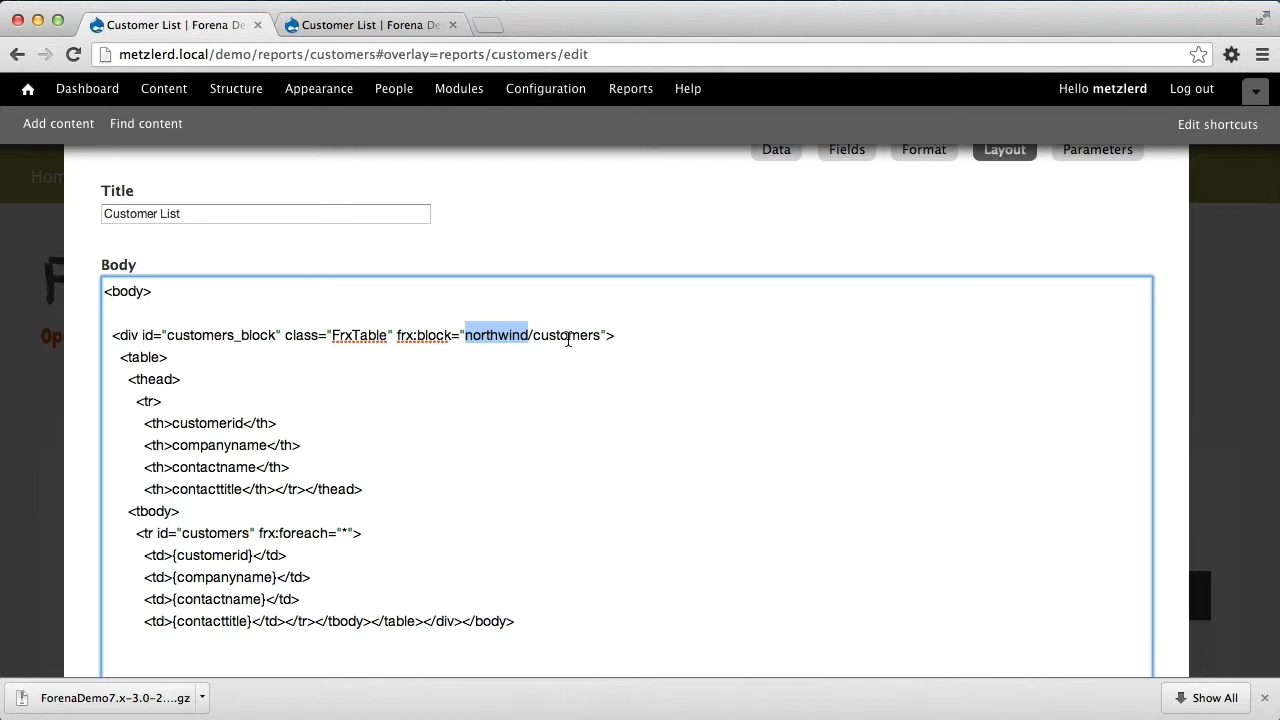 Customer List | Forena De
Customer List | Forena De
metzlerd.local/demo/reports/customers#overlay=reports/customers/edit
Dashboard Content Structure Appearance People Modules Configuration Reports Help Hello metzlerd Log out
Add content Find content Edit shortcuts
Data Fields Format Layout Parameters
Title
Customer List
Body
<body>
<div id="customers_block" class="FrxTable" frx:block="northwind/customers">
<table>
<thead>
<tr>
<th>customerid</th>
<th>companyname</th>
<th>contactname</th>
<th>contacttitle</th></tr></thead>
<tbody>
<tr id="customers" frx:foreach="*">
<td>{customerid}</td>
<td>{companyname}</td>
<td>{contactname}</td>
<td>{contacttitle}</td></tr></tbody></table></div></body>
ForenaDemo7.x-3.0-2....gz Show All